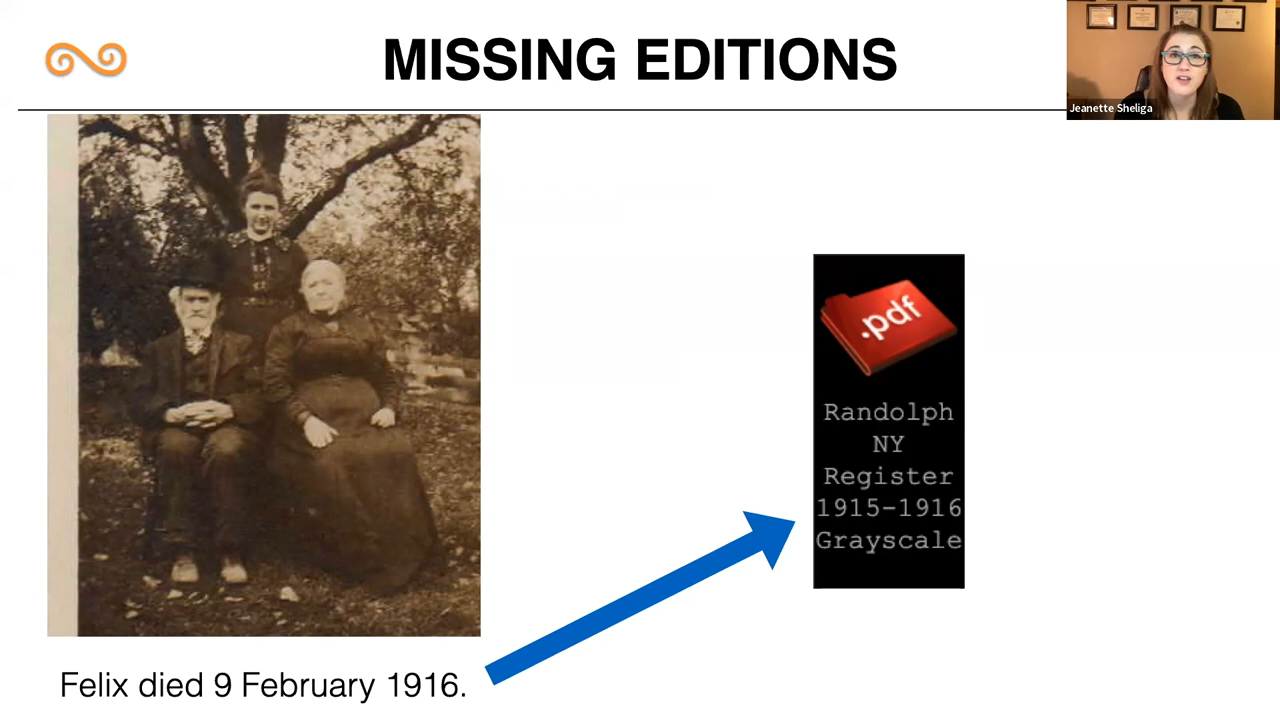 MISSING EDITIONS
Jeanette Sheliga
.pdf
Randolph
NY
Register
1915-1916
Grayscale
Felix died 9 February 1916.